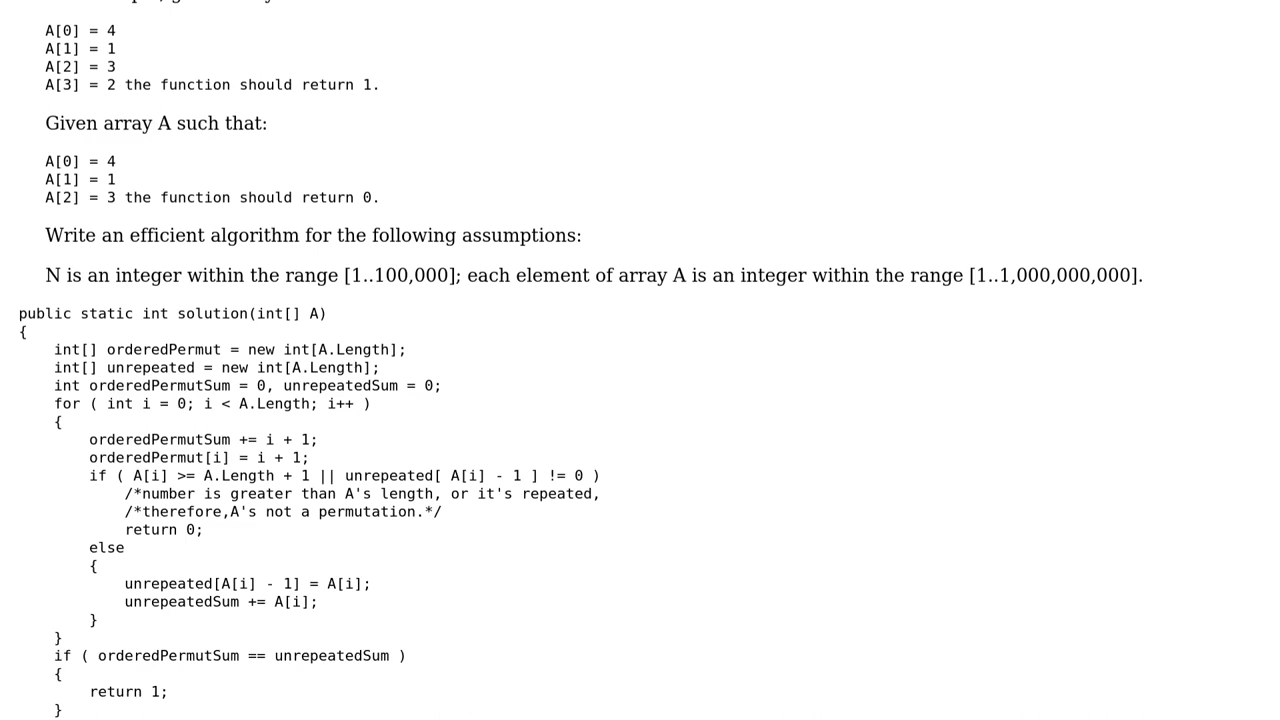 A[0] = 4
A[1] = 1
A[2] = 3
A[3] = 2 the function should return 1.
Given array A such that:
A[0] = 4
A[1] = 1
A[2] = 3 the function should return 0.
Write an efficient algorithm for the following assumptions:
N is an integer within the range [1..100,000]; each element of array A is an integer within the range [1..1,000,000,000].
public static int solution(int[] A)
{
    int[] orderedPermut = new int[A.Length];
    int[] unrepeated = new int[A.Length];
    int orderedPermutSum = 0, unrepeatedSum = 0;
    for ( int i = 0; i < A.Length; i++ )
    {
        orderedPermutSum += i + 1;
        orderedPermut[i] = i + 1;
        if ( A[i] >= A.Length + 1 || unrepeated[ A[i] - 1 ] != 0 )
            /*number is greater than A's length, or it's repeated,
            /*therefore,A's not a permutation.*/
            return 0;
        else
        {
            unrepeated[A[i] - 1] = A[i];
            unrepeatedSum += A[i];
        }
    }
    if ( orderedPermutSum == unrepeatedSum )
    {
        return 1;
    }